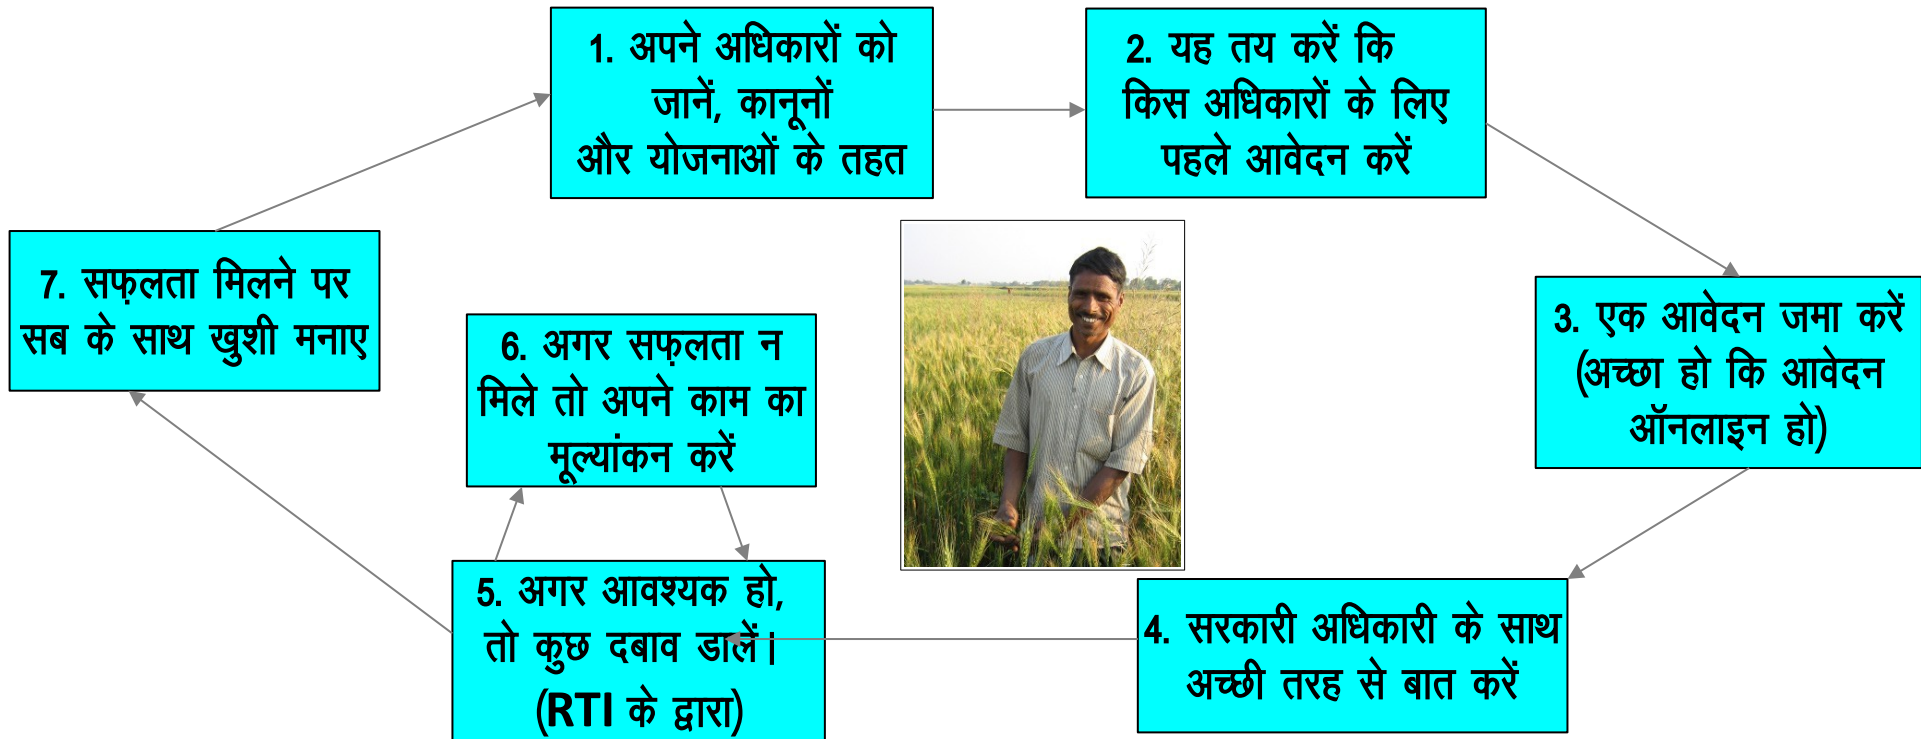 1. अपने अधिकारों को
जानें, कानूनों
और योजनाओं के तहत
2. यह तय करें कि
किस अधिकारों के लिए
पहले आवेदन करें
3. एक आवेदन जमा करें
(अच्छा हो कि आवेदन
ऑनलाइन हो)
4. सरकारी अधिकारी के साथ
अच्छी तरह से बात करें
5. अगर आवश्यक हो,
तो कुछ दबाव डालें।
(RTI के द्वारा)
6. अगर सफ़लता न
मिले तो अपने काम का
मूल्यांकन करें
7. सफ़लता मिलने पर
सब के साथ खुशी मनाए